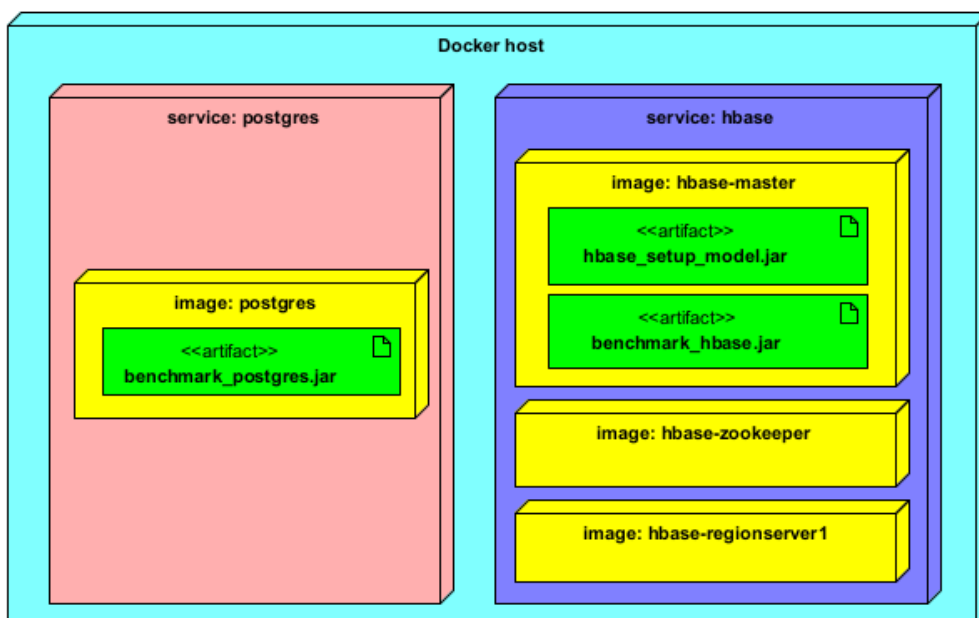 Docker host
service: postgres
image: postgres
<<artifact>>
benchmark_postgres.jar
service: hbase
image: hbase-master
<<artifact>>
hbase_setup_model.jar
<<artifact>>
benchmark_hbase.jar
image: hbase-zookeeper
image: hbase-regionserver1